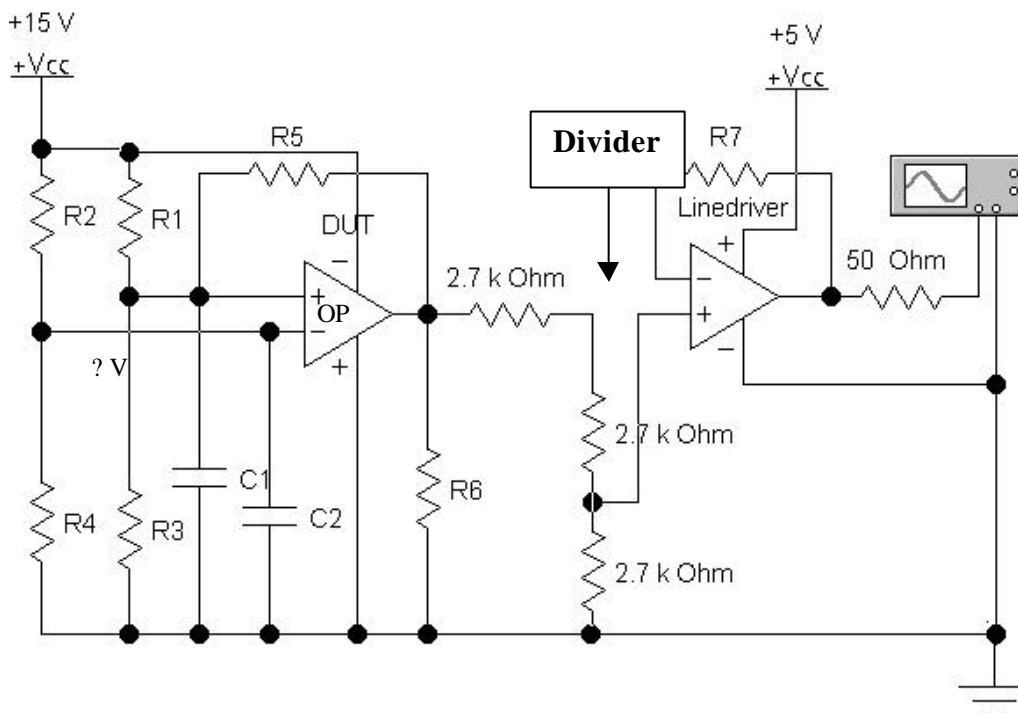 +15 V
+Vcc
+5 V
+Vcc
R5
Divider
R7
R2
R1
DUT
Linedriver
−
+
2.7 k Ohm
−
50 Ohm
+
OP
−
+
−
? V
+
2.7 k Ohm
C1
R6
R4
R3
C2
2.7 k Ohm